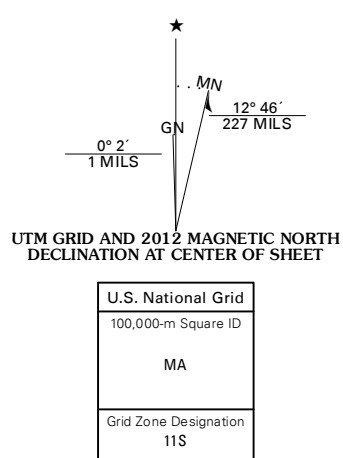 ★
MN
12° 46´
227 MILS
GN
0° 2´
1 MILS
UTM GRID AND 2012 MAGNETIC NORTH
DECLINATION AT CENTER OF SHEET
U.S. National Grid
100,000-m Square ID
MA
Grid Zone Designation
11S